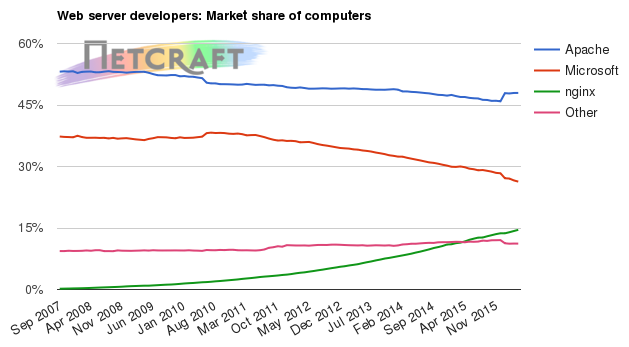 Web server developers: Market share of computers
NETCRAFT
60%
45%
30%
15%
0%
Sep 2007
Apr 2008
Nov 2008
Jun 2009
Jan 2010
Aug 2010
Mar 2011
Oct 2011
May 2012
Dec 2012
Jul 2013
Feb 2014
Sep 2014
Apr 2015
Nov 2015
Apache
Microsoft
nginx
Other